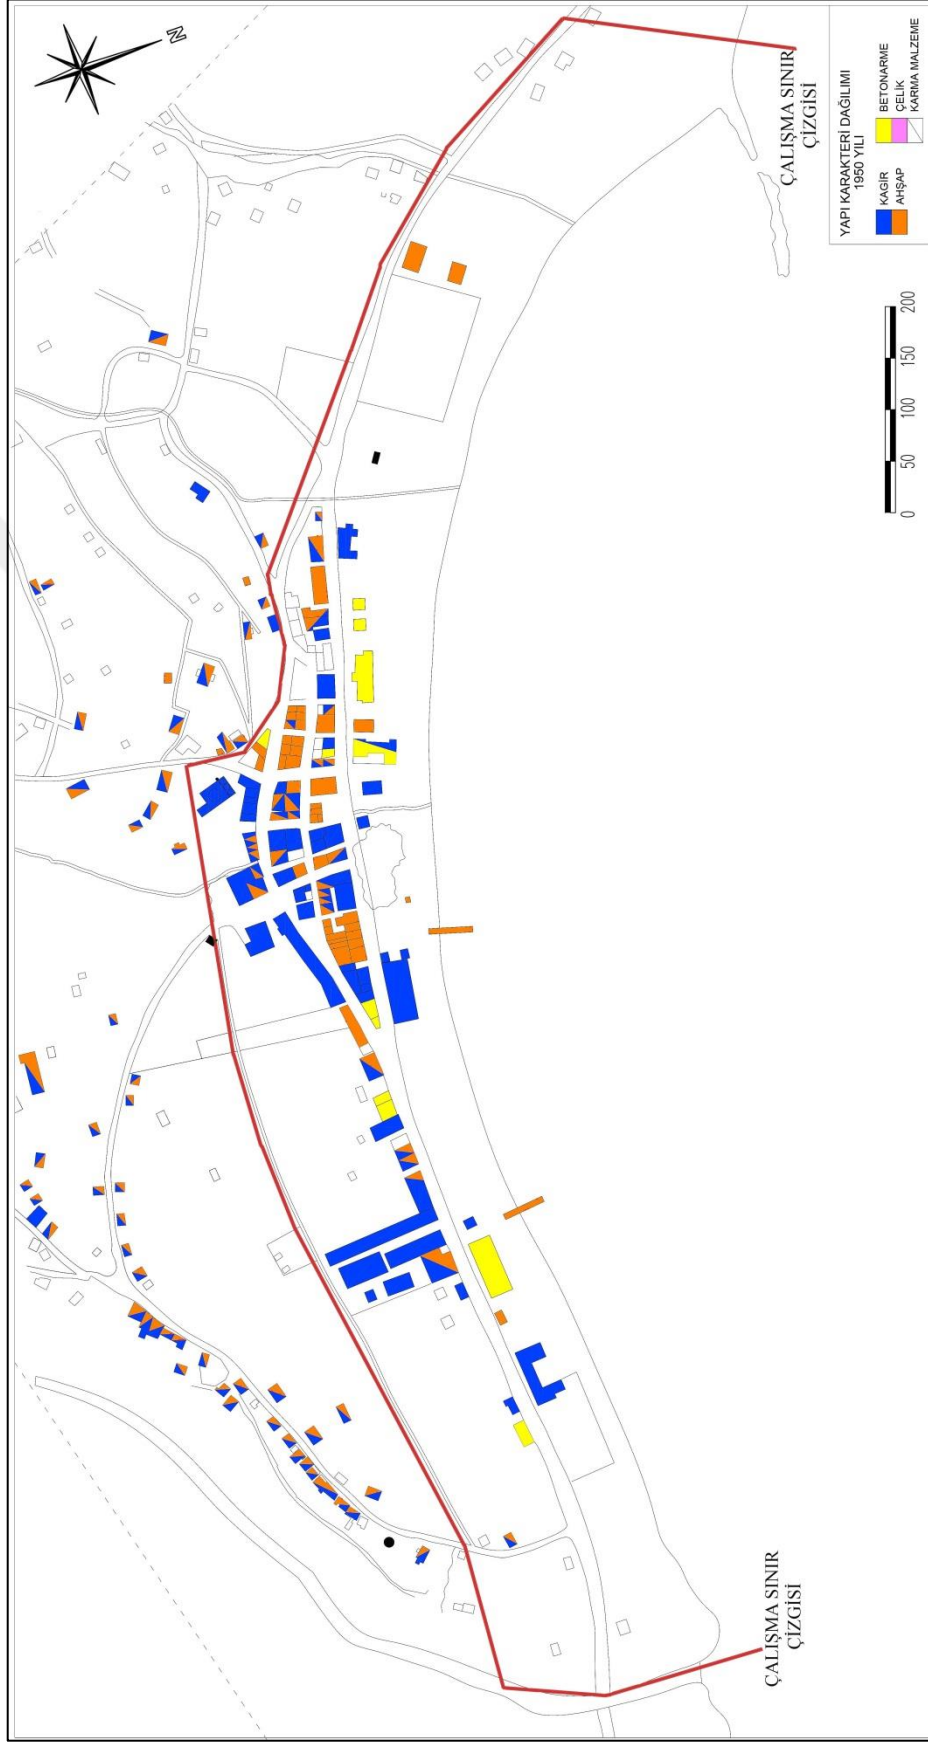 N
ÇALIŞMA SINIR
ÇİZGİSİ
YAPI KARAKTERİ DAĞILIMI
1950 YILI
KAGİR
AHŞAP
BETONARME
ÇELİK
KARMA MALZEME
0 50 100 150 200
ÇALIŞMA SINIR
ÇİZGİSİ